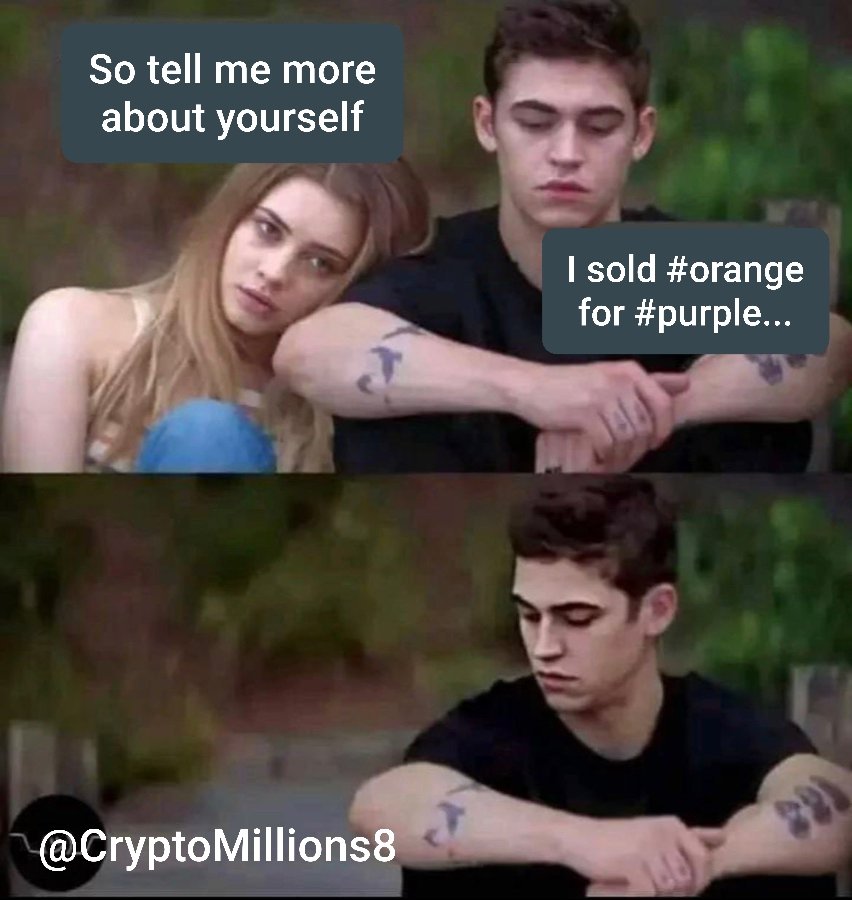 So tell me more
about yourself
I sold #orange
for #purple...
@CryptoMillions8